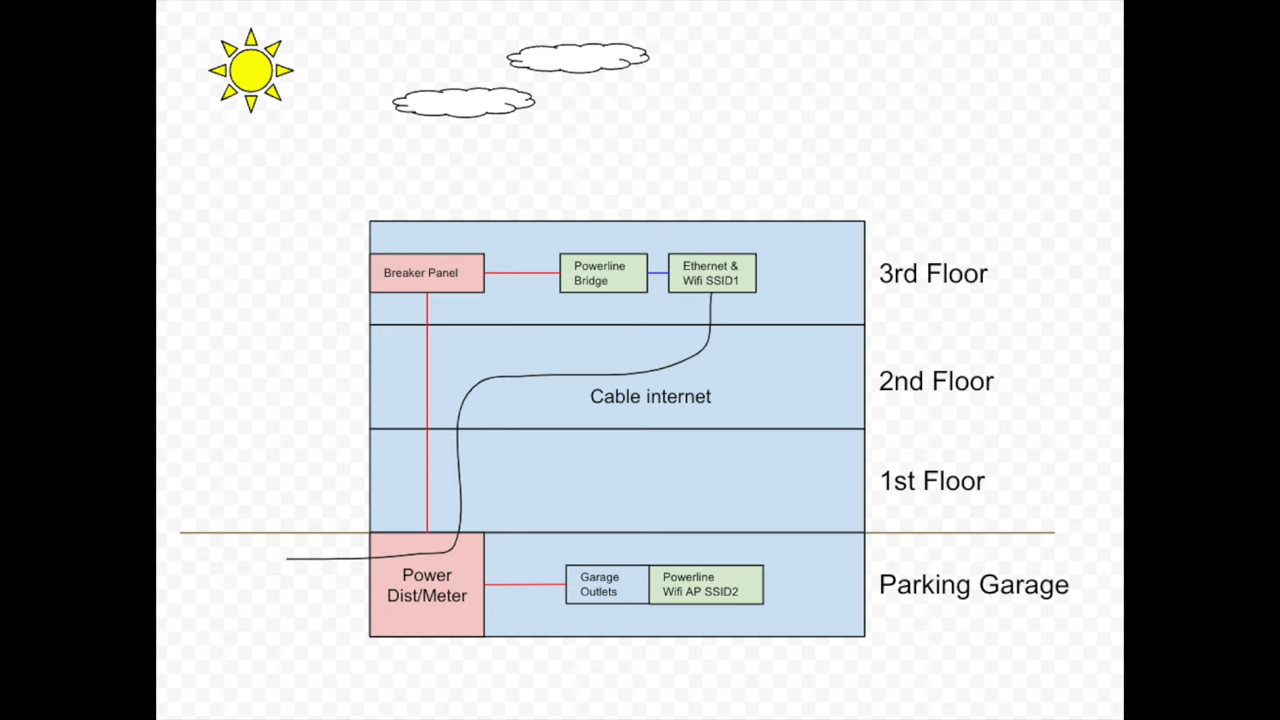 Breaker Panel
Powerline
Bridge
Ethernet &
Wifi SSID1
3rd Floor
Cable internet
2nd Floor
1st Floor
Power
Dist/Meter
Garage
Outlets
Powerline
Wifi AP SSID2
Parking Garage